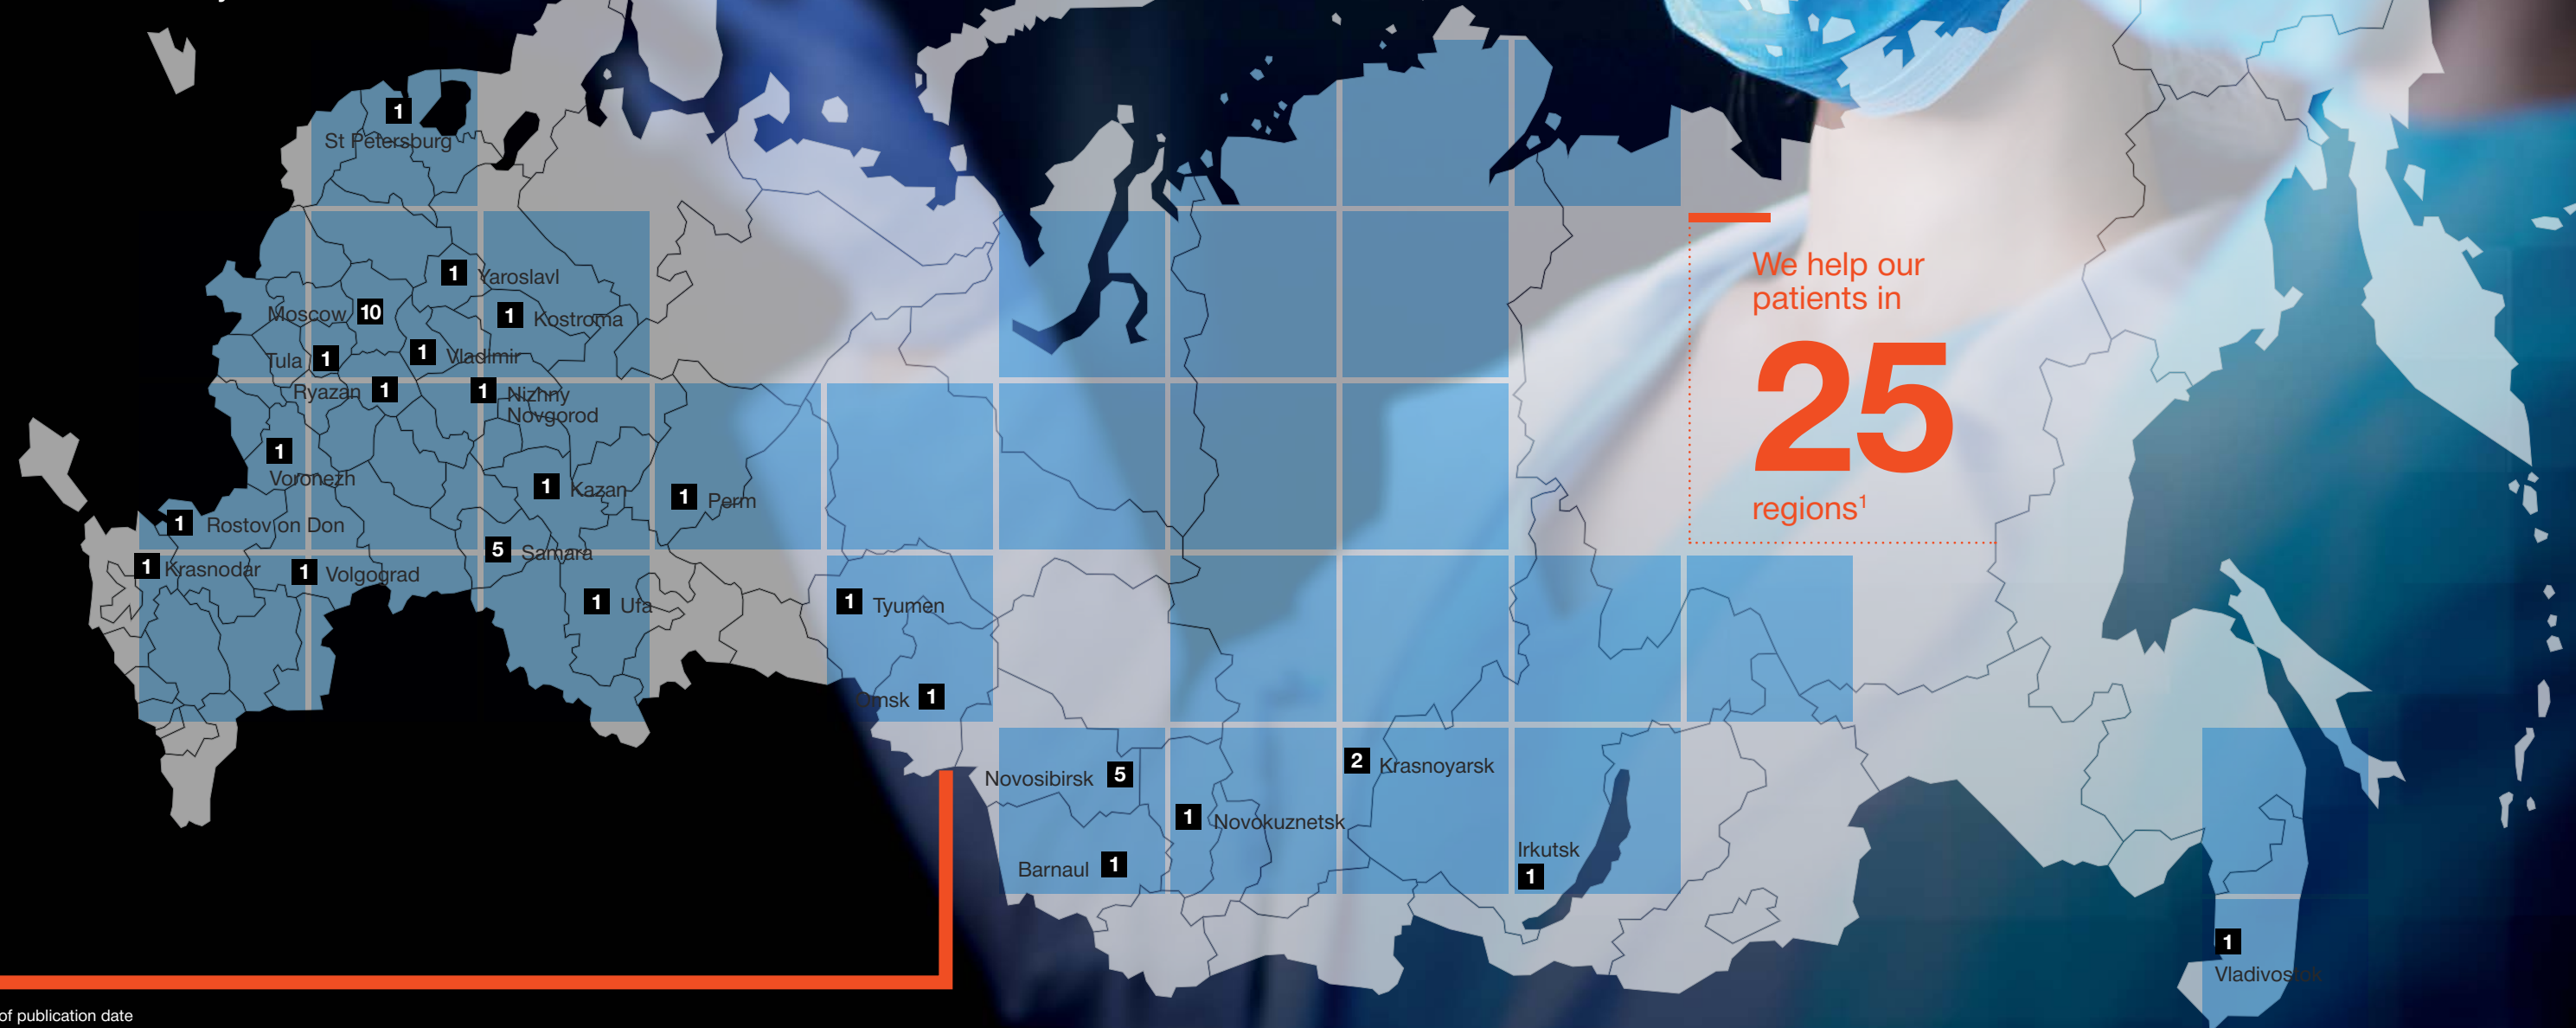 1
St Petersburg
1 Yaroslavl
Moscow 10
1 Kostroma
Tula 1
1 Vladimir
Ryazan 1
1 Nizhny
Novgorod
1
Voronezh
1 Kazan
1 Perm
1 Rostov on Don
5 Samara
1 Krasnodar
1 Volgograd
1 Ufa
1 Tyumen
Omsk 1
Novosibirsk 5
2 Krasnoyarsk
1 Novokuznetsk
Barnaul 1
Irkutsk
1
1
Vladivostok
We help our
patients in
25
regions¹
of publication date